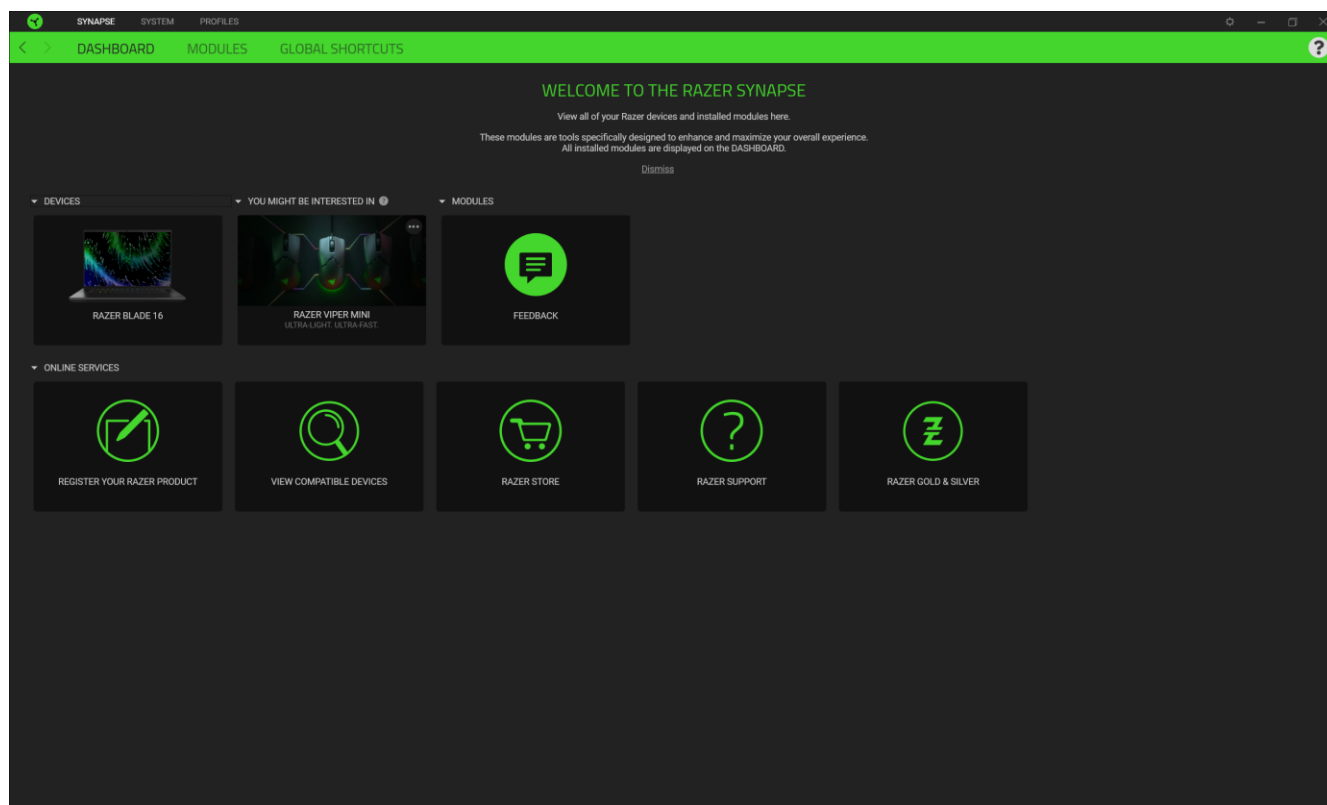 SYNAPSE SYSTEM PROFILES
DASHBOARD MODULES GLOBAL SHORTCUTS
?
WELCOME TO THE RAZER SYNAPSE
View all of your Razer devices and installed modules here.
These modules are tools specifically designed to enhance and maximize your overall experience.
All installed modules are displayed on the DASHBOARD.
Dismiss
DEVICES
YOU MIGHT BE INTERESTED IN ?
MODULES
RAZER BLADE 16
RAZER VIPER MINI
ULTRA-LIGHT. ULTRA-FAST.
FEEDBACK
ONLINE SERVICES
REGISTER YOUR RAZER PRODUCT
VIEW COMPATIBLE DEVICES
RAZER STORE
?
RAZER SUPPORT
RAZER GOLD & SILVER